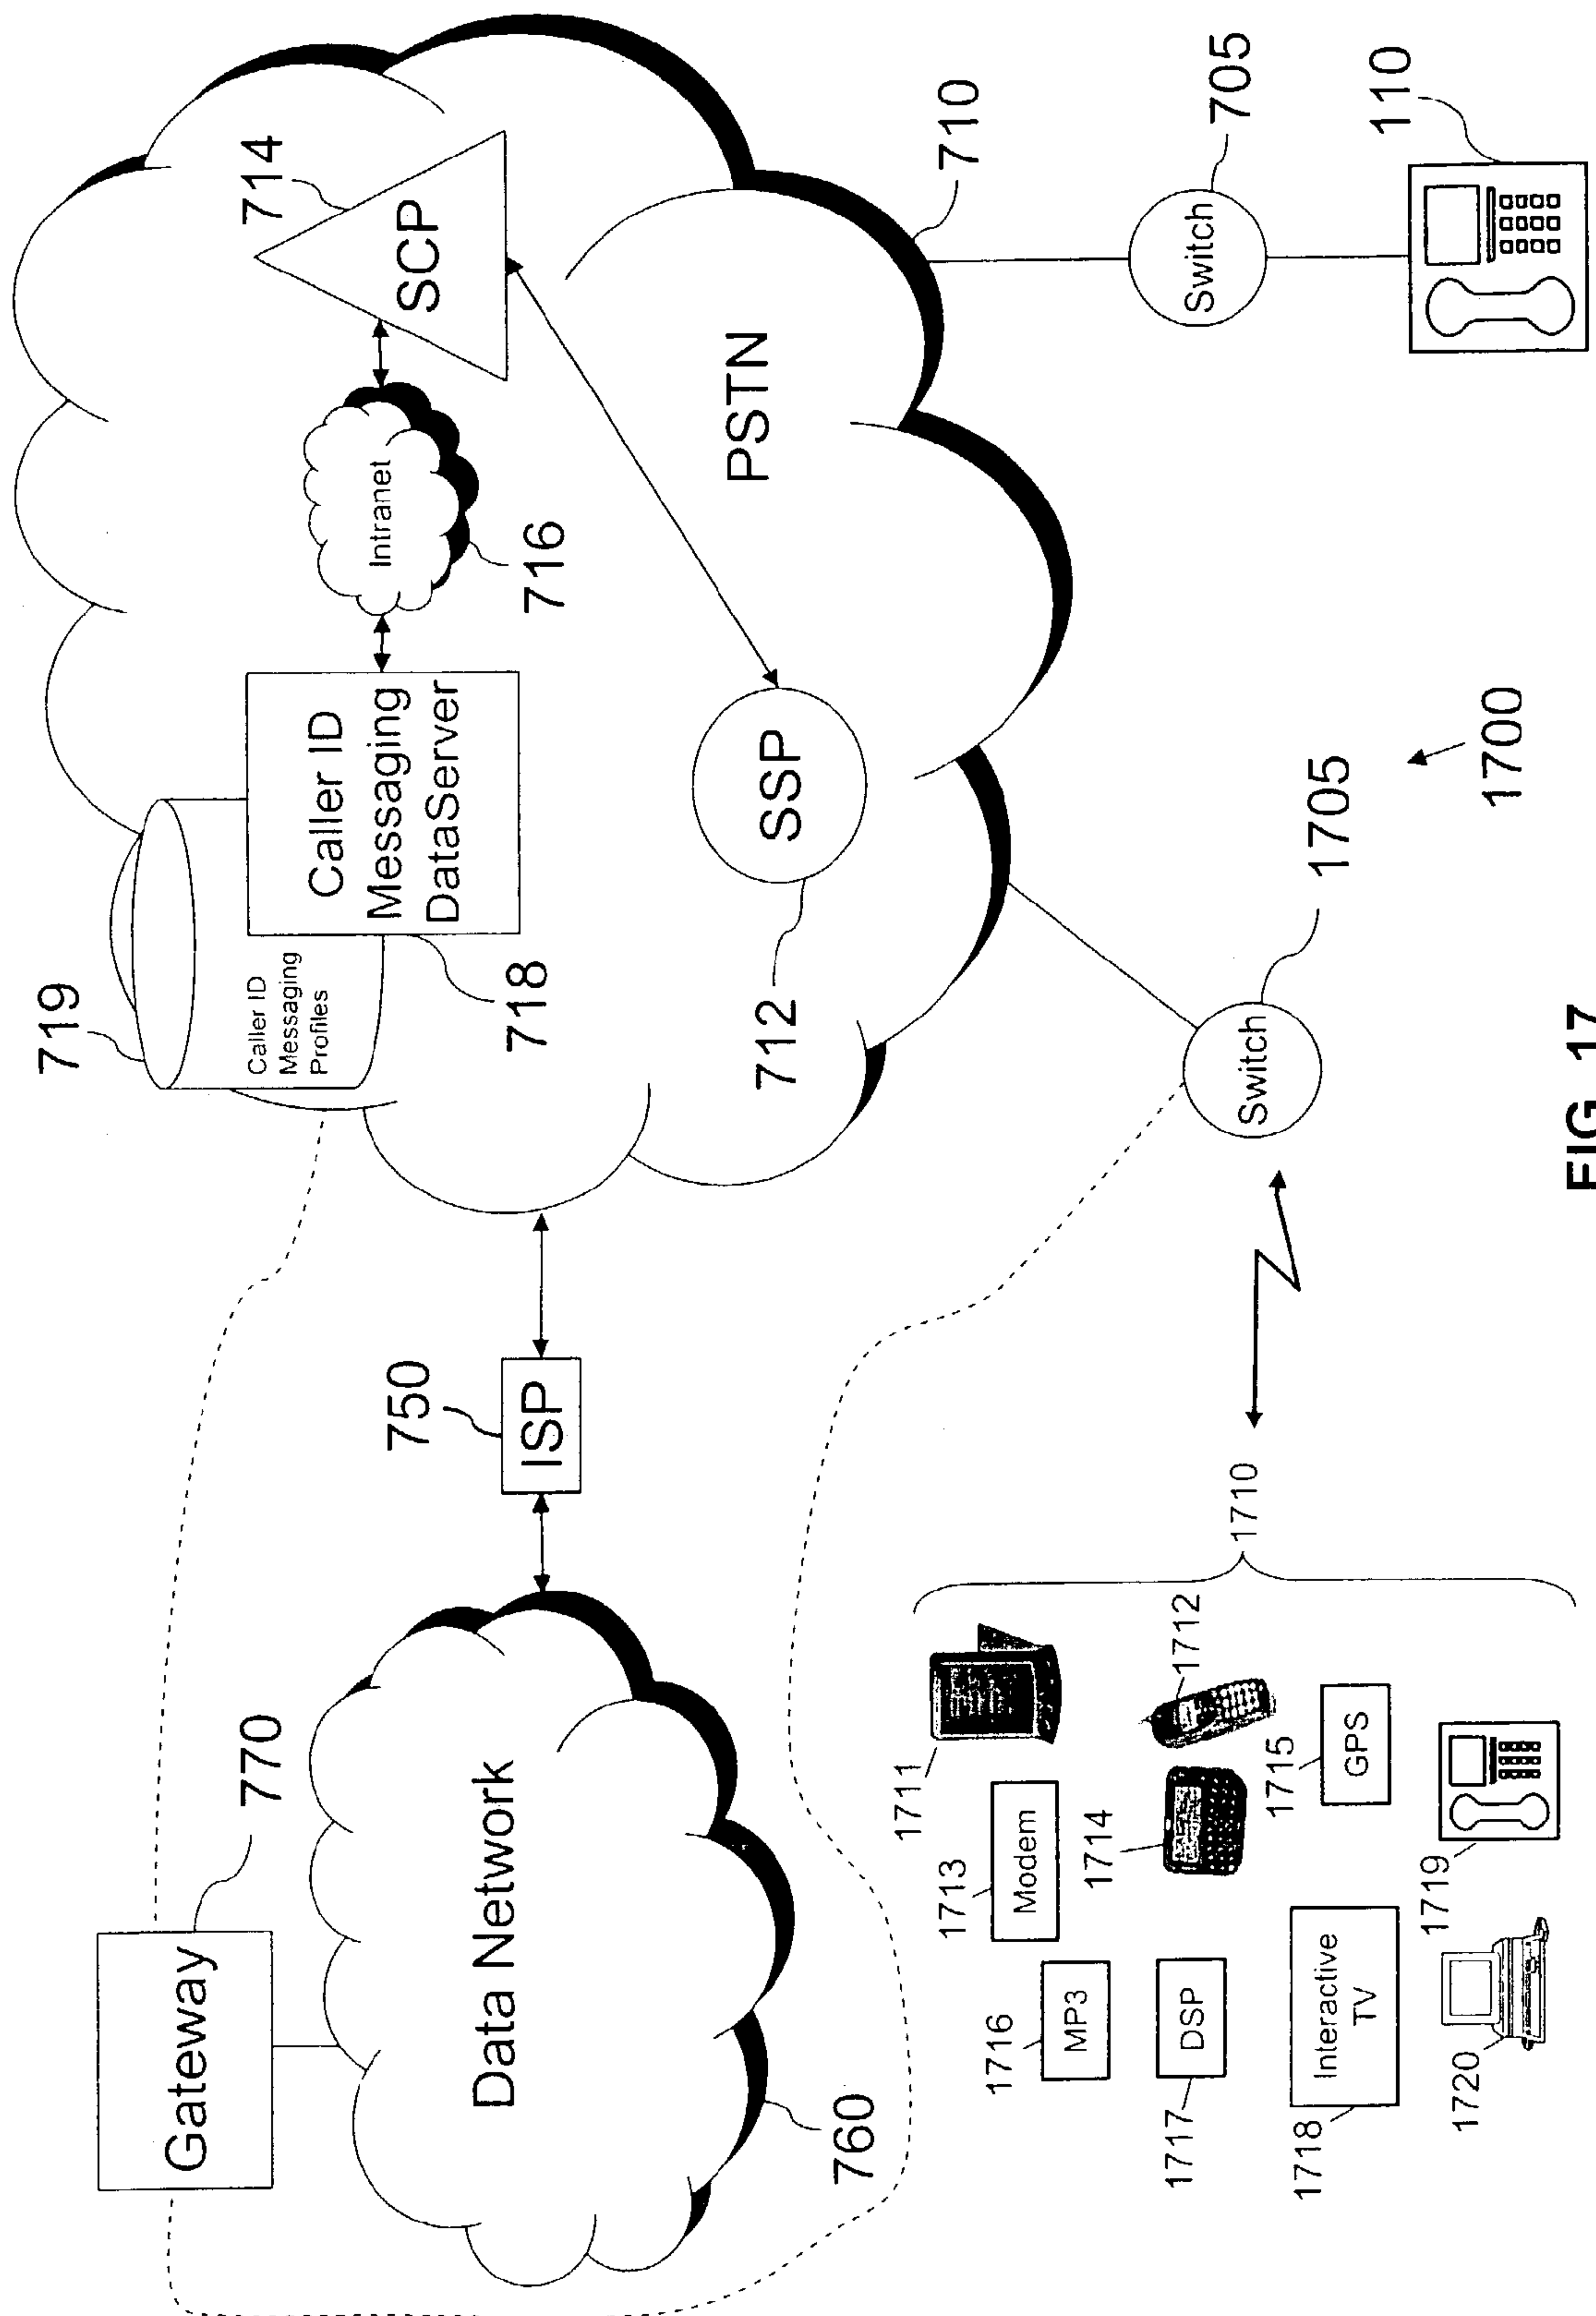 Gateway
770
Data Network
760
750
ISP
719
Caller ID
Messaging
Profiles
Caller ID
Messaging
DataServer
718
Intranet
716
714
SCP
SSP
712
PSTN
710
Switch
705
110
Switch
1705
1700
1710
1711
1712
1713
Modem
1714
1715
GPS
1716
MP3
1717
DSP
1718
Interactive
TV
1719
1720
FIG. 17